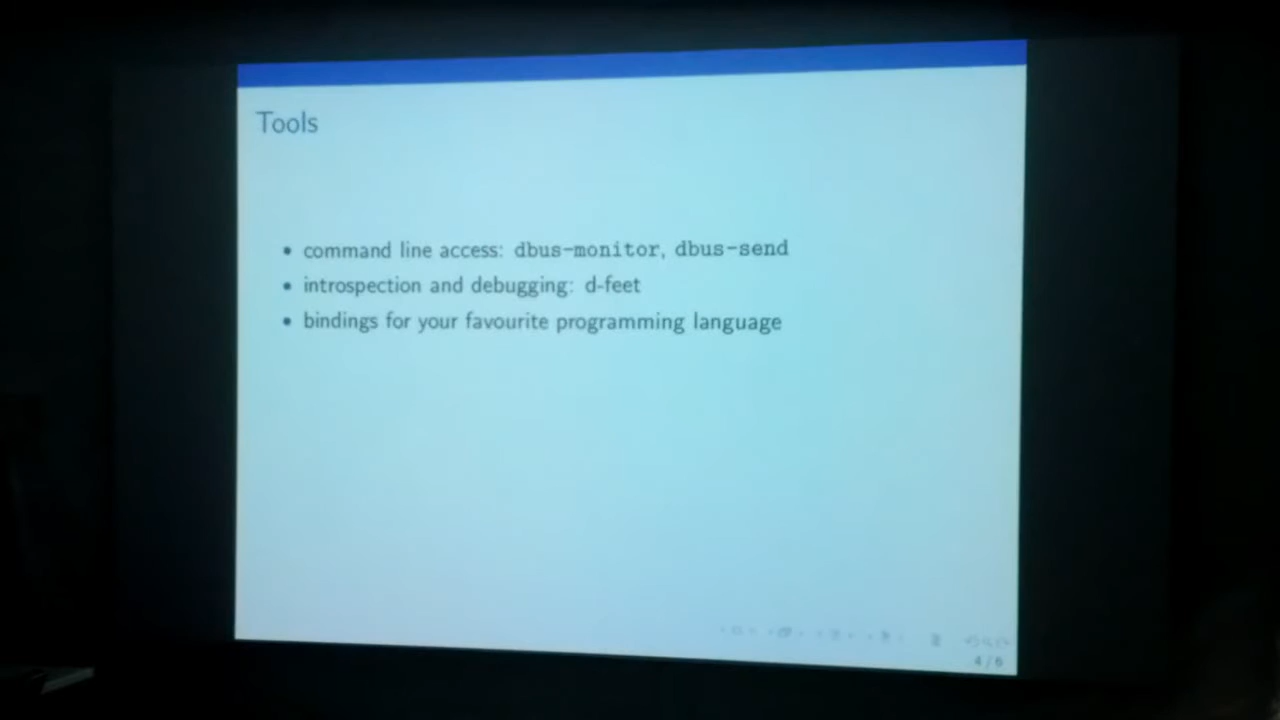 Tools
• command line access: dbus-monitor, dbus-send
• introspection and debugging: d-feet
• bindings for your favourite programming language
4 / 6